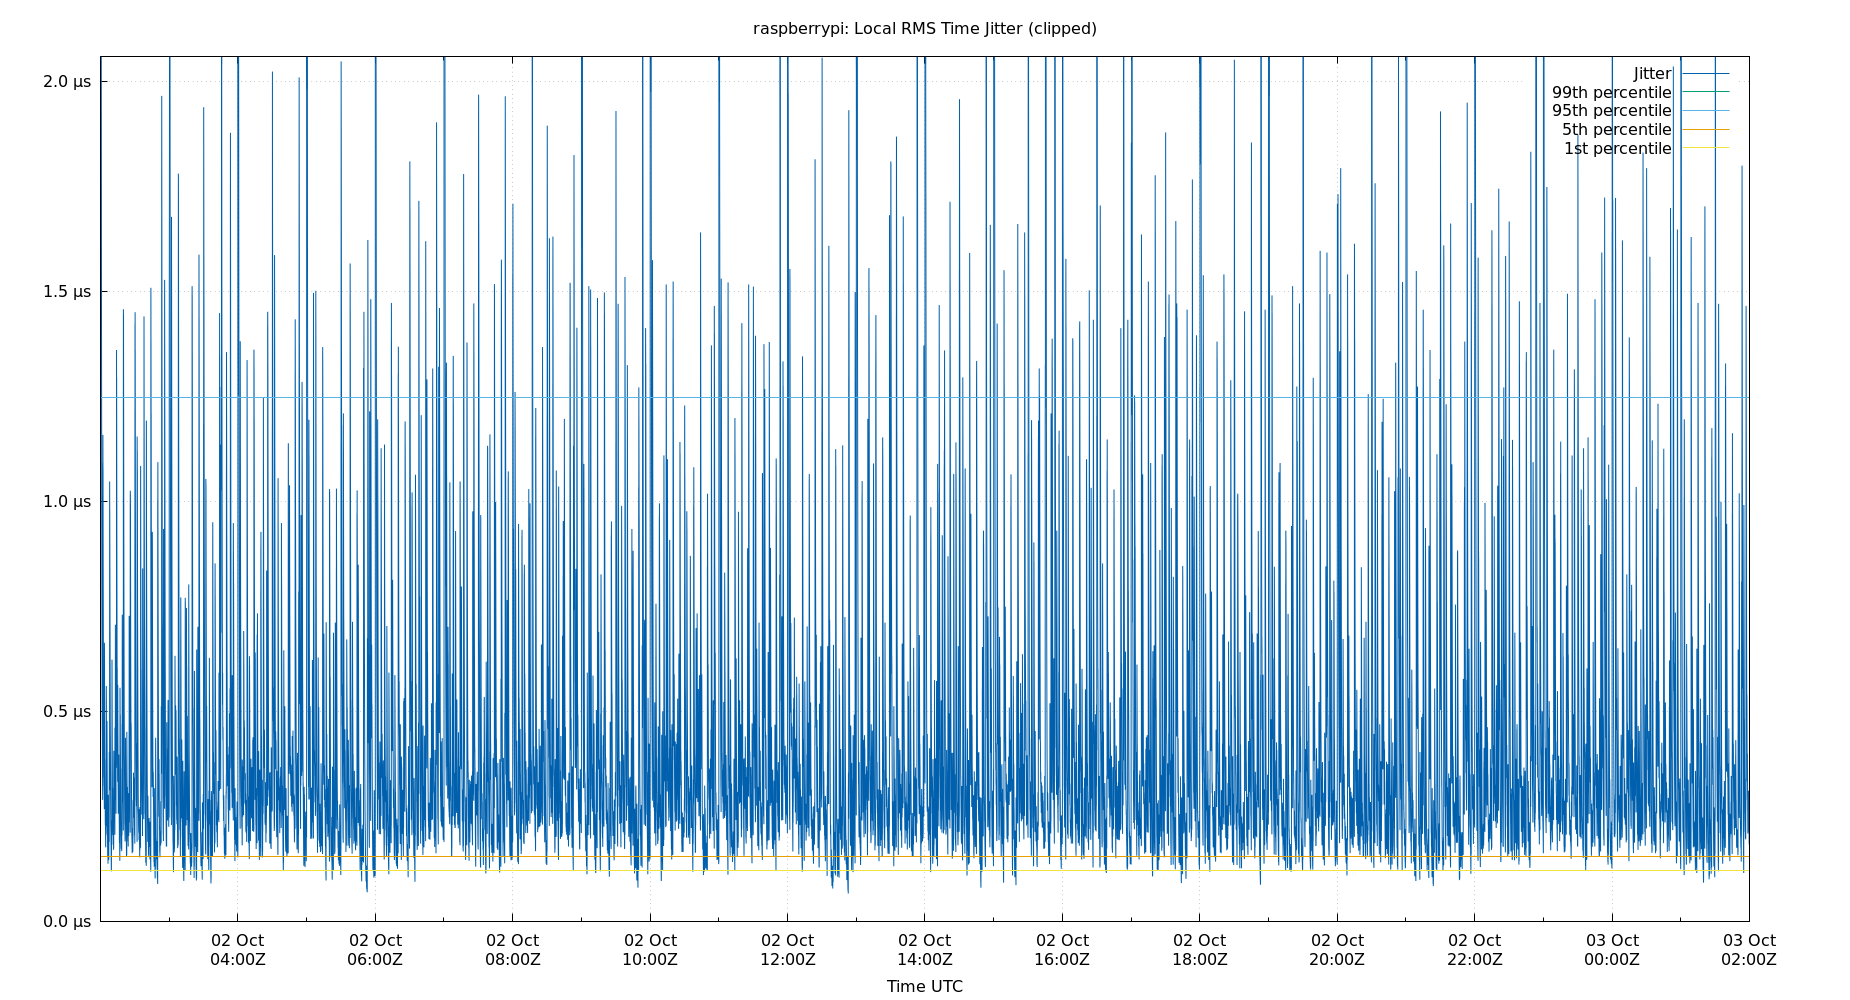 raspberrypi: Local RMS Time Jitter (clipped)
2.0 µs
1.5 µs
1.0 µs
0.5 µs
0.0 µs
Jitter
99th percentile
95th percentile
5th percentile
1st percentile
02 Oct 02 Oct 02 Oct 02 Oct 02 Oct 02 Oct 02 Oct 02 Oct 02 Oct 02 Oct 03 Oct 03 Oct
04:00Z 06:00Z 08:00Z 10:00Z 12:00Z 14:00Z 16:00Z 18:00Z 20:00Z 22:00Z 00:00Z 02:00Z
Time UTC